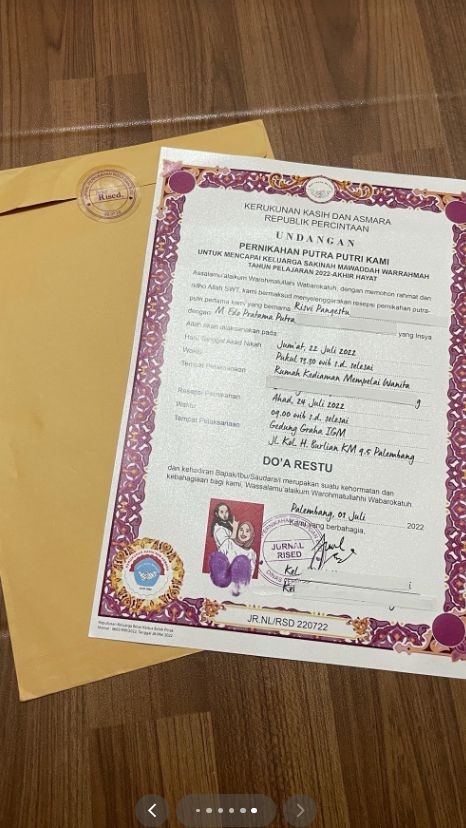 Rised.
KERUKUNAN KASIH DAN ASMARA
REPUBLIK PERCINTAAN
UNDANGAN
PERNIKAHAN PUTRA PUTRI KAMI
UNTUK MENCAPAI KELUARGA SAKINAH MAWADDAH WARRAHMAH
TAHUN PELAJARAN 2022-AKHIR HAYAT
Assalamu'alaikum Warohmatullahi Wabarokatuh, dengan memohon rahmat dan
ridho Allah SWT, kami bermaksud menyelenggarakan resepsi pernikahan putra-
putri pertama kami yang bernama Risvi Pangestu
dengan M. Edo Pratama Putra yang Insya
Allah akan dilaksanakan pada:
Hari, Tanggal Akad Nikah Jum'at, 22 Juli 2022
Waktu Pukul 19.30 wib s.d. selesai
Tempat Pelaksanaan Rumah Kediaman Mempelai Wanita
g
Resepsi Pernikahan Ahad, 24 Juli 2022
Waktu 09.00 wib s.d. selesai
Tempat Pelaksanaan Gedung Graha IGM
JL. Kol. H. Burlian KM 9.5 Palembang
DO'A RESTU
dan kehadiran Bapak/Ibu/Saudara/i merupakan suatu kehormatan dan
kebahagiaan bagi kami, Wassalamu'alaikum Warohmatullahhi Wabarokatuh.
Palembang, 01 Juli 2022
Kami yang berbahagia,
JURNAL
RISED
Kel. i
Kel
JR.NL/RSD 220722